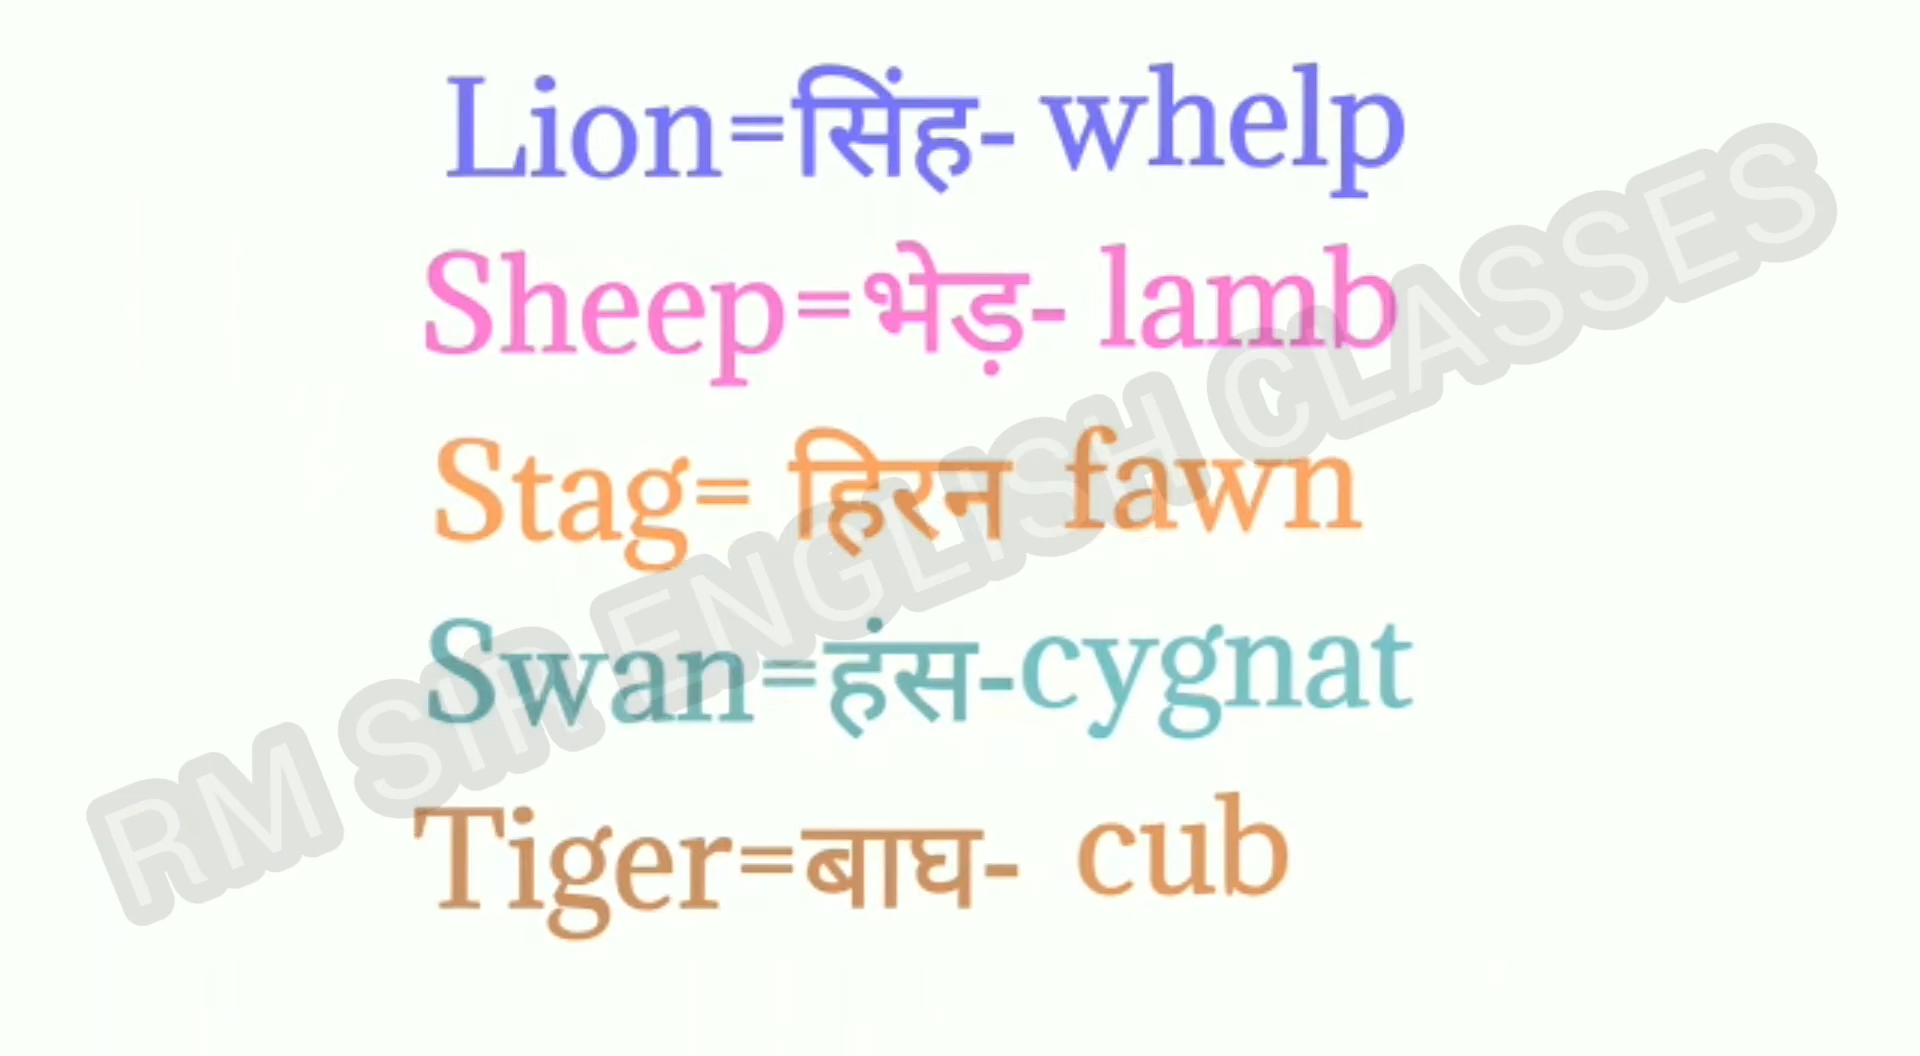 Lion=सिंह- whelp
Sheep=भेड़- lamb
Stag= हिरन fawn
Swan=हंस-cygnat
Tiger=बाघ- cub
RM SIR ENGLISH CLASSES